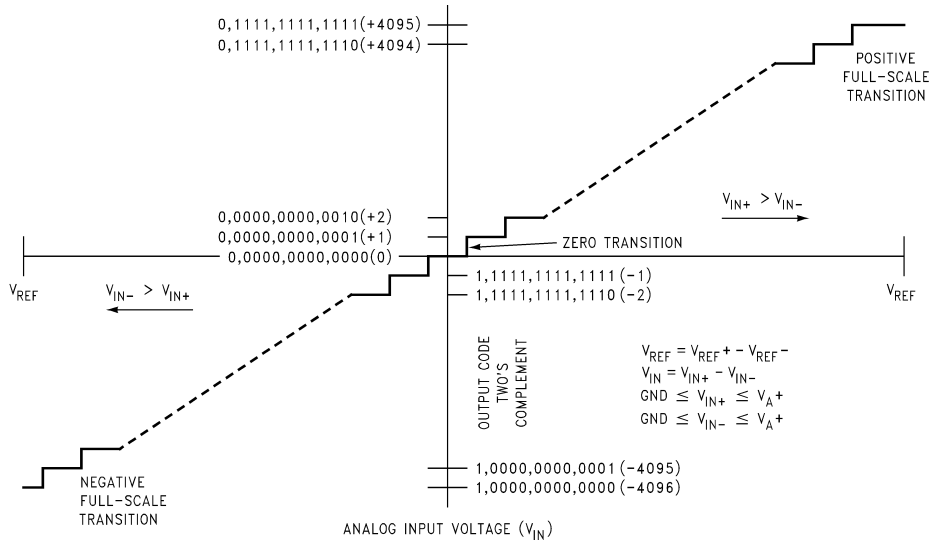 0,1111,1111,1111(+4095)
0,1111,1111,1110(+4094)
POSITIVE
FULL-SCALE
TRANSITION
V_IN+ > V_IN-
0,0000,0000,0010(+2)
0,0000,0000,0001(+1)
0,0000,0000,0000(0)
ZERO TRANSITION
1,1111,1111,1111(-1)
1,1111,1111,1110(-2)
V_REF
V_IN- > V_IN+
V_REF
OUTPUT CODE
TWO'S
COMPLEMENT
V_REF = V_REF+ - V_REF-
V_IN = V_IN+ - V_IN-
GND ≤ V_IN+ ≤ V_A+
GND ≤ V_IN- ≤ V_A+
1,0000,0000,0001(-4095)
1,0000,0000,0000(-4096)
NEGATIVE
FULL-SCALE
TRANSITION
ANALOG INPUT VOLTAGE (V_IN)